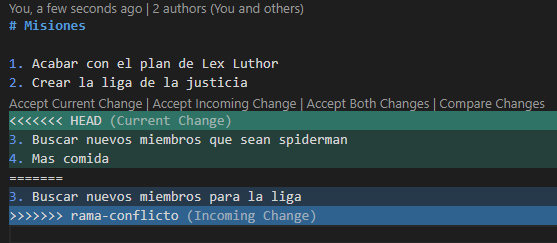 You, a few seconds ago | 2 authors (You and others)
# Misiones
1. Acabar con el plan de Lex Luthor
2. Crear la liga de la justicia
Accept Current Change | Accept Incoming Change | Accept Both Changes | Compare Changes
<<<<<<< HEAD (Current Change)
3. Buscar nuevos miembros que sean spiderman
4. Mas comida
=======
3. Buscar nuevos miembros para la liga
>>>>>>> rama-conflicto (Incoming Change)